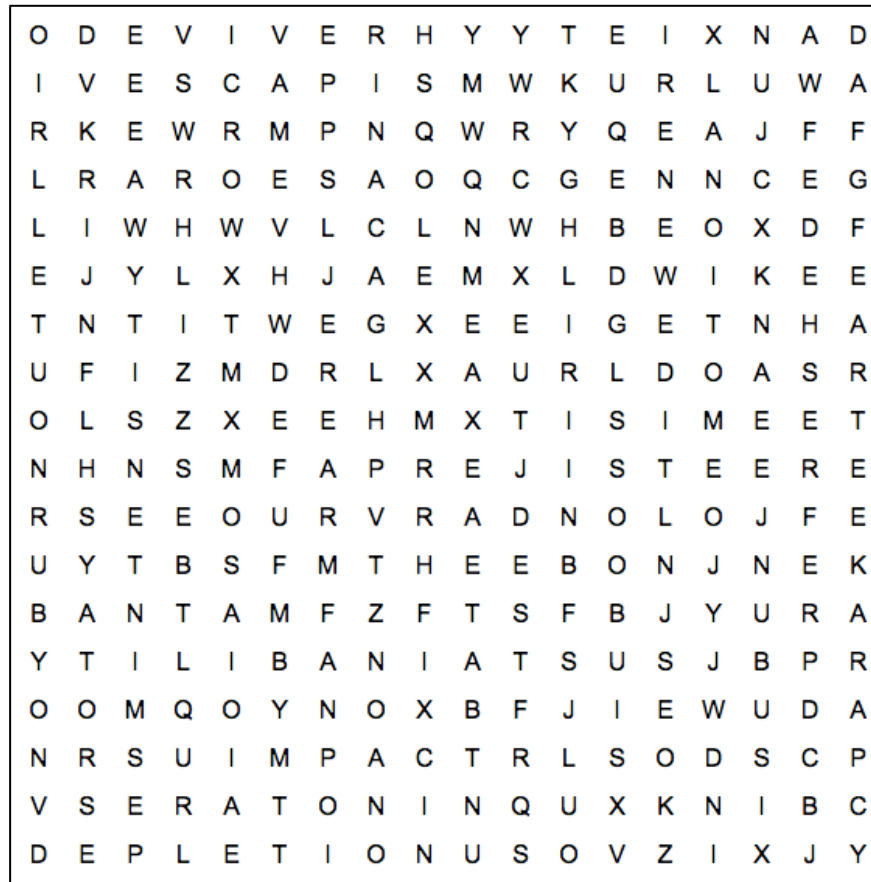 O D E V I V E R H Y Y T E I X N A D
I V E S C A P I S M W K U R L U W A
R K E W R M P N Q W R Y Q E A J F F
L R A R O E S A O Q C G E N N C E G
L I W H W V L C L N W H B E O X D F
E J Y L X H J A E M X L D W I K E E
T N T I T W E G X E E I G E T N H A
U F I Z M D R L X A U R L D O A S R
O L S Z X E E H M X T I S I M E E T
N H N S M F A P R E J I S T E E R E
R S E E O U R V R A D N O L O J F E
U Y T B S F M T H E E B O N J N E K
B A N T A M F Z F T S F B J Y U R A
Y T I L I B A N I A T S U S J B P R
O O M Q O Y N O X B F J I E W U D A
N R S U I M P A C T R L S O D S C P
V S E R A T O N I N Q U X K N I B C
D E P L E T I O N U S O V Z I X J Y